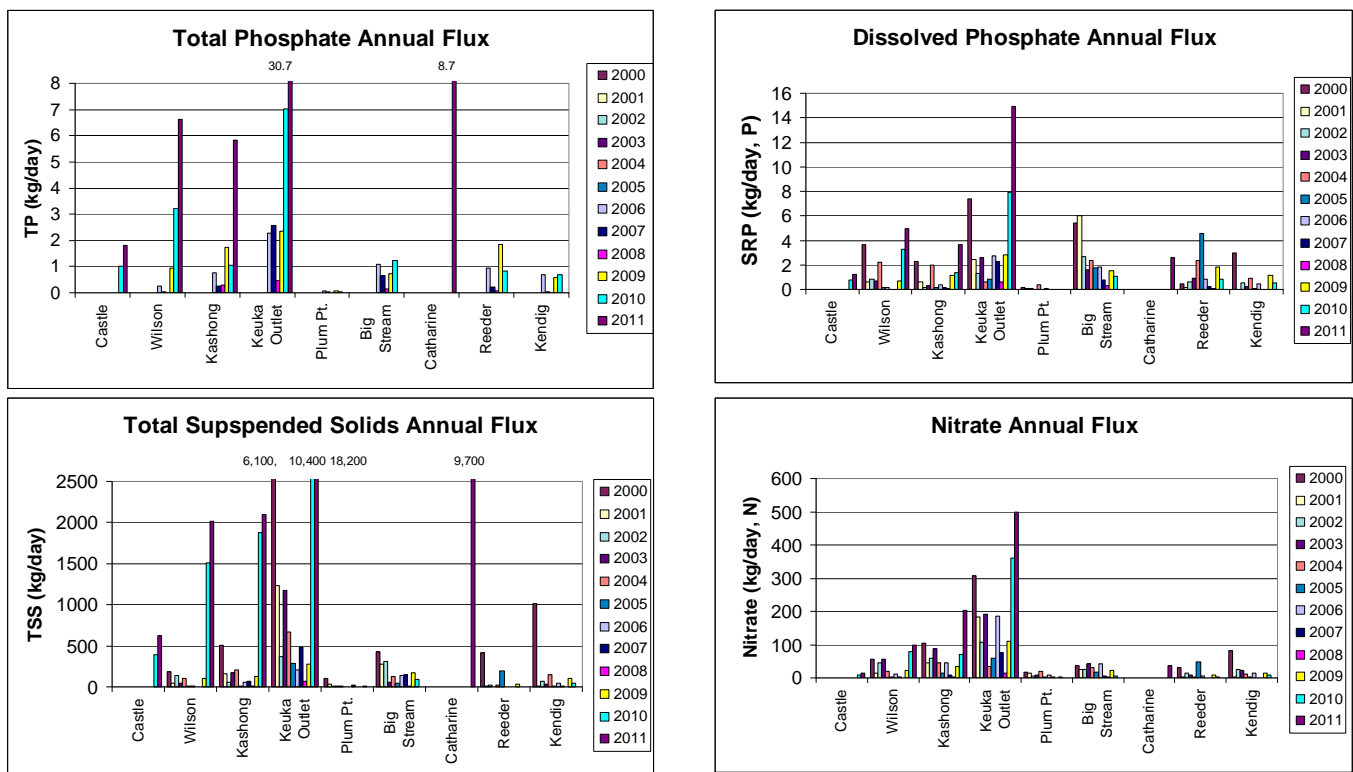 Total Phosphate Annual Flux
30.7 8.7
TP (kg/day)
8
7
6
5
4
3
2
1
0
Castle
Wilson
Kashong
Keuka
Outlet
Plum Pt.
Big
Stream
Catharine
Reeder
Kendig
2000
2001
2002
2003
2004
2005
2006
2007
2008
2009
2010
2011
Dissolved Phosphate Annual Flux
SRP (kg/day, P)
16
14
12
10
8
6
4
2
0
Castle
Wilson
Kashong
Keuka
Outlet
Plum Pt.
Big
Stream
Catharine
Reeder
Kendig
2000
2001
2002
2003
2004
2005
2006
2007
2008
2009
2010
2011
Total Supspended Solids Annual Flux
6,100, 10,400 18,200 9,700
TSS (kg/day)
2500
2000
1500
1000
500
0
Castle
Wilson
Kashong
Keuka
Outlet
Plum Pt.
Big
Stream
Catharine
Reeder
Kendig
2000
2001
2002
2003
2004
2005
2006
2007
2008
2009
2010
2011
Nitrate Annual Flux
Nitrate (kg/day, N)
600
500
400
300
200
100
0
Castle
Wilson
Kashong
Keuka
Outlet
Plum Pt.
Big
Stream
Catharine
Reeder
Kendig
2000
2001
2002
2003
2004
2005
2006
2007
2008
2009
2010
2011